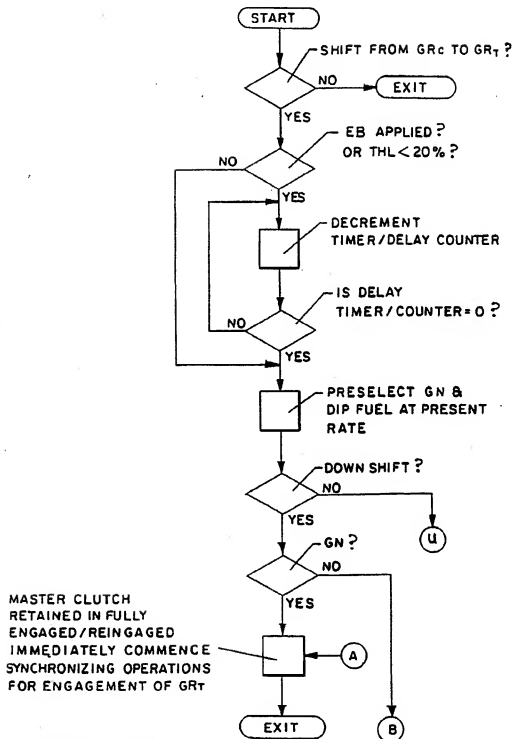 START
SHIFT FROM GRC TO GRT?
NO
EXIT
YES
EB APPLIED?
OR THL<20%?
NO
YES
DECREMENT
TIMER/DELAY COUNTER
IS DELAY
TIMER/COUNTER=0?
NO
YES
PRESELECT GN &
DIP FUEL AT PRESENT
RATE
DOWN SHIFT?
NO
YES
U
GN?
NO
YES
MASTER CLUTCH
RETAINED IN FULLY
ENGAGED/REINGAGED
IMMEDIATELY COMMENCE
SYNCHRONIZING OPERATIONS
FOR ENGAGEMENT OF GRT
A
EXIT
B